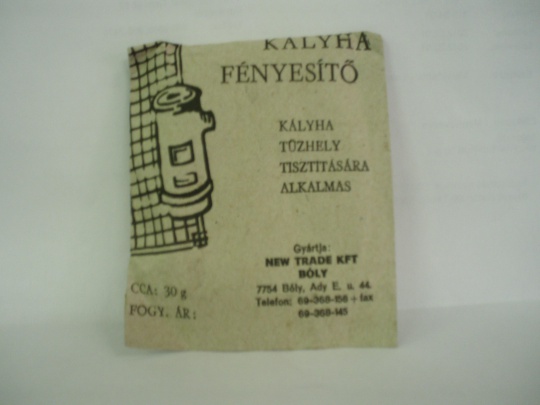 KÁLYHA
FÉNYESÍTŐ
KÁLYHA
TŰZHELY
TISZTÍTÁSÁRA
ALKALMAS
Gyártja:
NEW TRADE KFT
BÓLY
7754 Bóly, Ady E. u. 44.
Telefon: 69-368-156 + fax
69-368-145
CCA: 30 g
FOGY. ÁR: